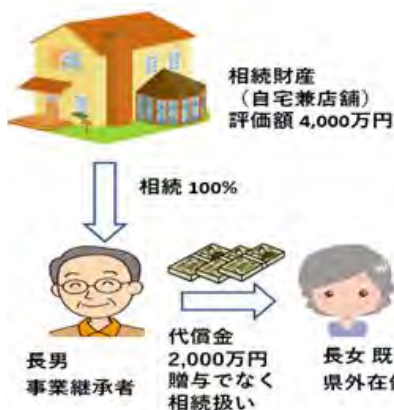 相続財産
（自宅兼店舗）
評価額 4,000万円
相続 100%
長男
事業継承者
代償金
2,000万円
贈与でなく
相続扱い
長女 既
県外在住